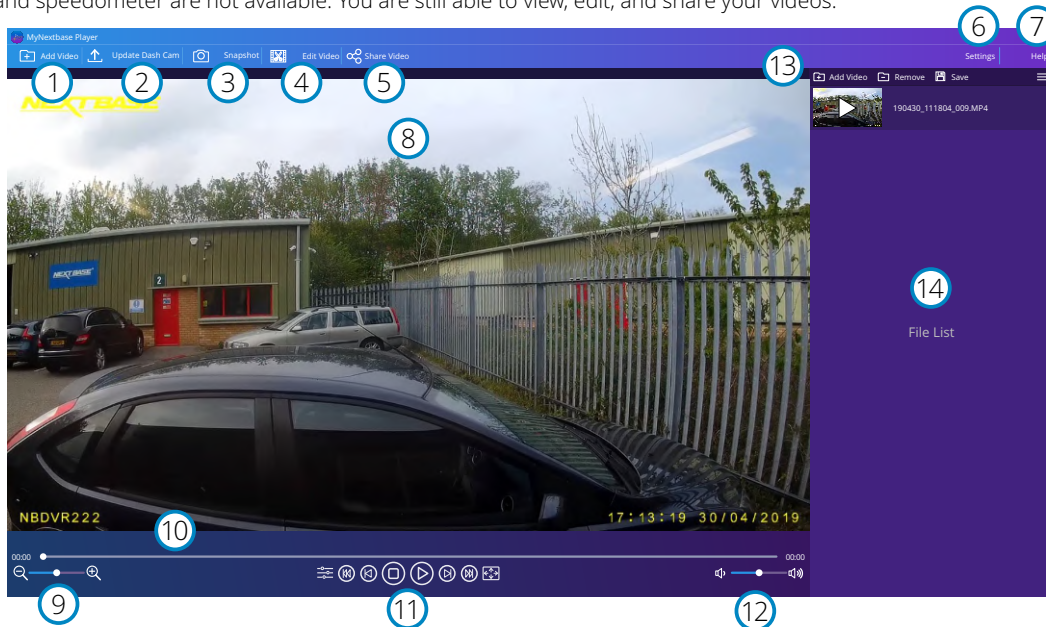 and speedometer are not available. You are still able to view, edit, and share your videos.
6 7
MyNextbase Player
Add Video Update Dash Cam Snapshot Edit Video Share Video Settings Help
1 2 3 4 5 13
Add Video Remove Save
NEXTBASE
190430_111804_009.MP4
8
NEXTBASE
2
14
File List
NBDVR222 17:13:19 30/04/2019
10
00:00 00:00
9 11 12